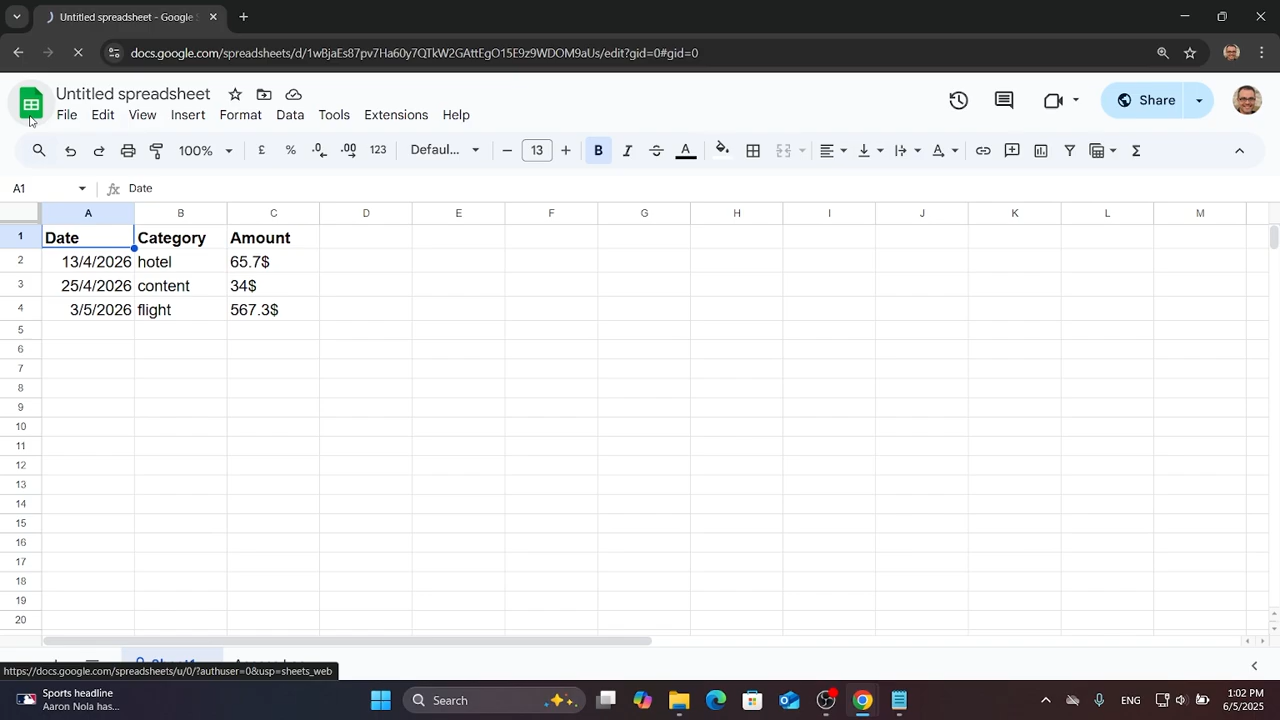 Untitled spreadsheet - Google S
docs.google.com/spreadsheets/d/1wBjaEs87pv7Ha60y7QTkW2GAttEgO15E9z9WDOM9aUs/edit?gid=0#gid=0
Untitled spreadsheet
File Edit View Insert Format Data Tools Extensions Help
Share
100% £ % .0 .00 123 Defaul... 13 B I A
A1 fx Date
A B C D E F G H I J K L M
1 Date Category Amount
2 13/4/2026 hotel 65.7$
3 25/4/2026 content 34$
4 3/5/2026 flight 567.3$
5
6
7
8
9
10
11
12
13
14
15
16
17
18
19
20
https://docs.google.com/spreadsheets/u/0/?authuser=0&usp=sheets_web
Sports headline
Aaron Nola has...
Search
ENG
1:02 PM
6/5/2025